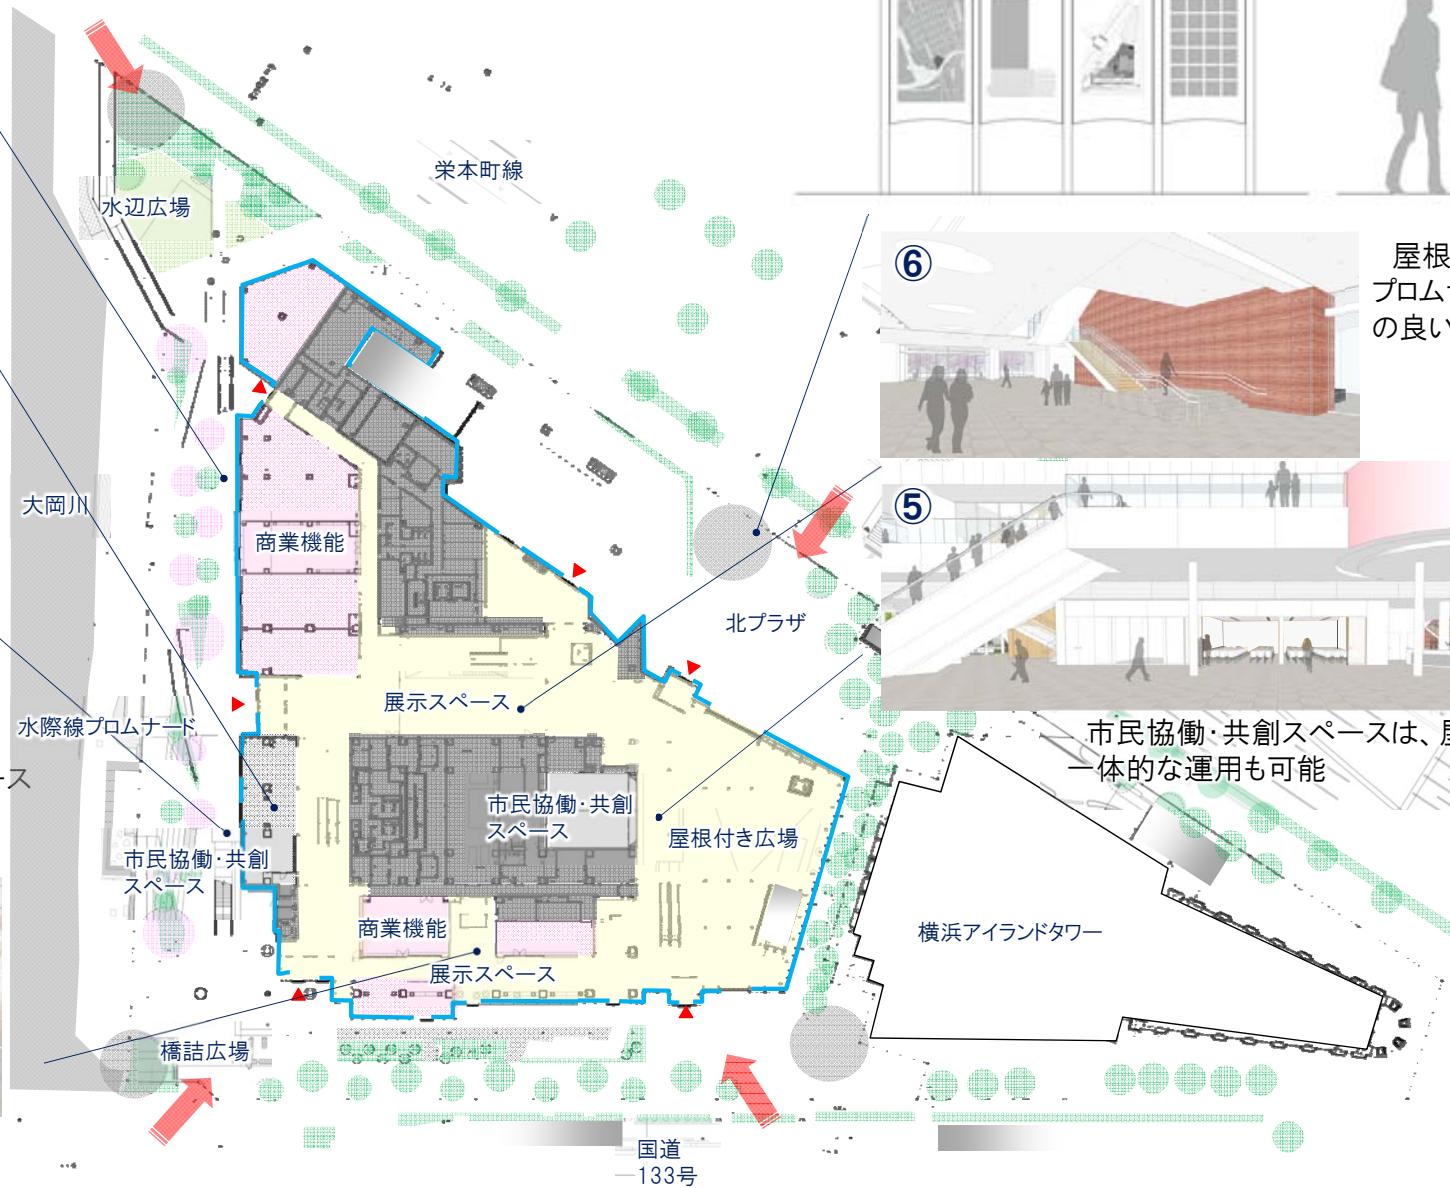 栄本町線
水辺広場
⑥
屋根
プロムナ
の良い
大岡川
商業機能
⑤
北プラザ
展示スペース
水際線プロムナード
市民協働・共創スペースは、
一体的な運用も可能
ース
市民協働・共創
スペース
屋根付き広場
市民協働・共創
スペース
商業機能
展示スペース
横浜アイランドタワー
橋詰広場
国道
133号